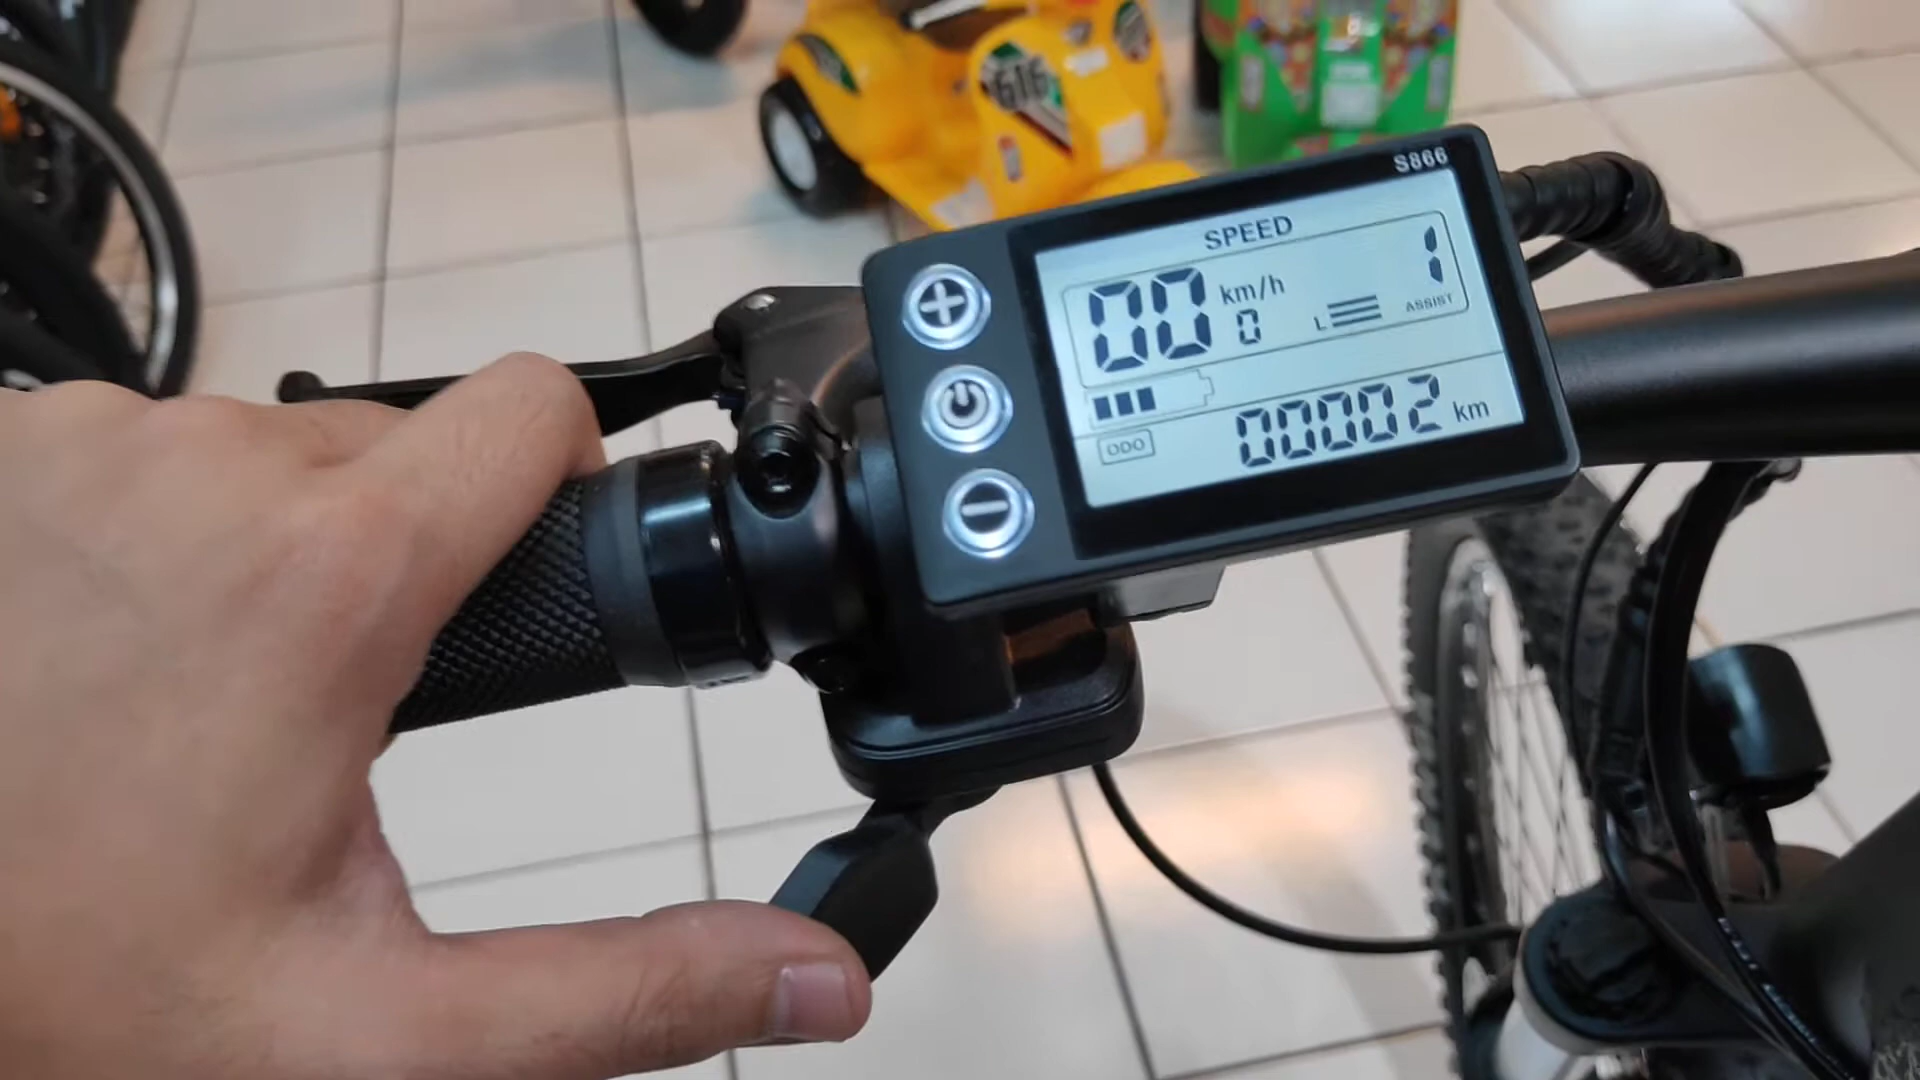 616
S866
SPEED
00 km/h 1
0 L ASSIST
ODO 00002 km